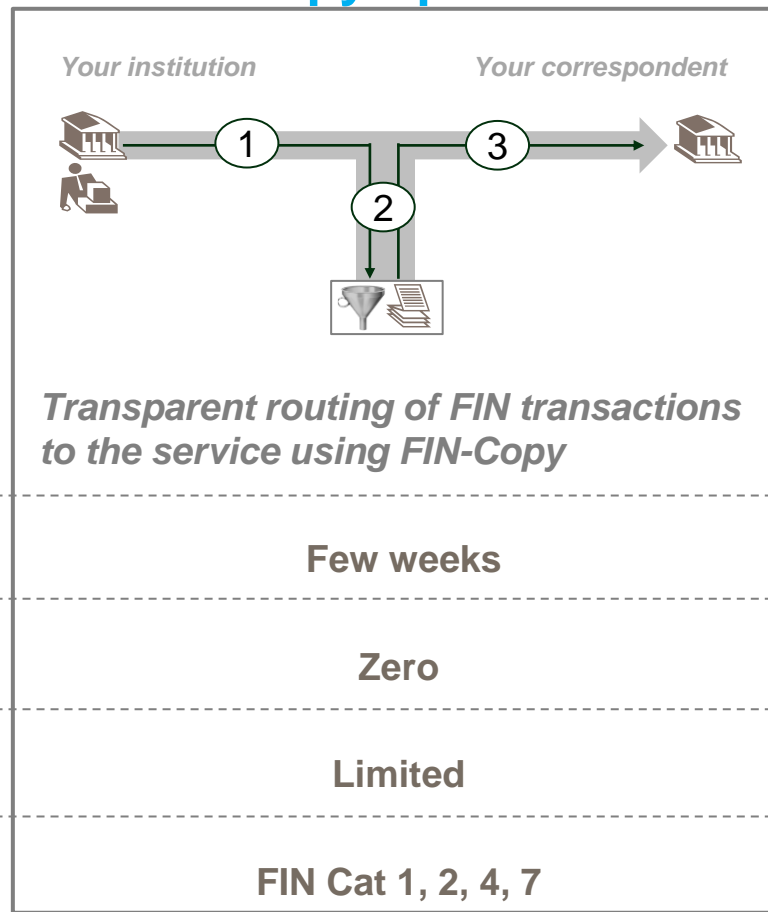 Your institution
Your correspondent
1
3
2
Transparent routing of FIN transactions
to the service using FIN-Copy
Few weeks
Zero
Limited
FIN Cat 1, 2, 4, 7